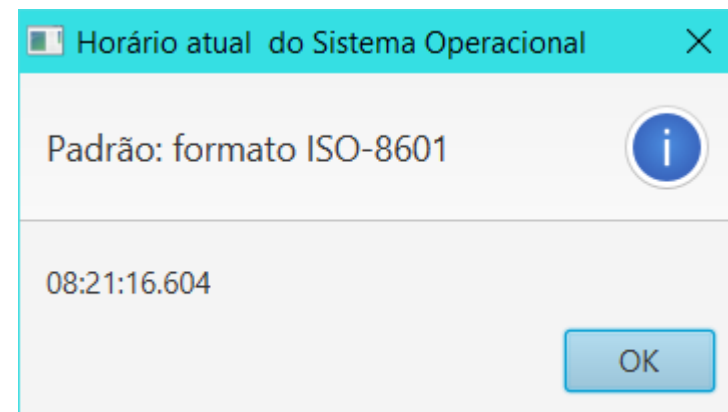 Horário atual  do Sistema Operacional
Padrão: formato ISO-8601
i
08:21:16.604
OK